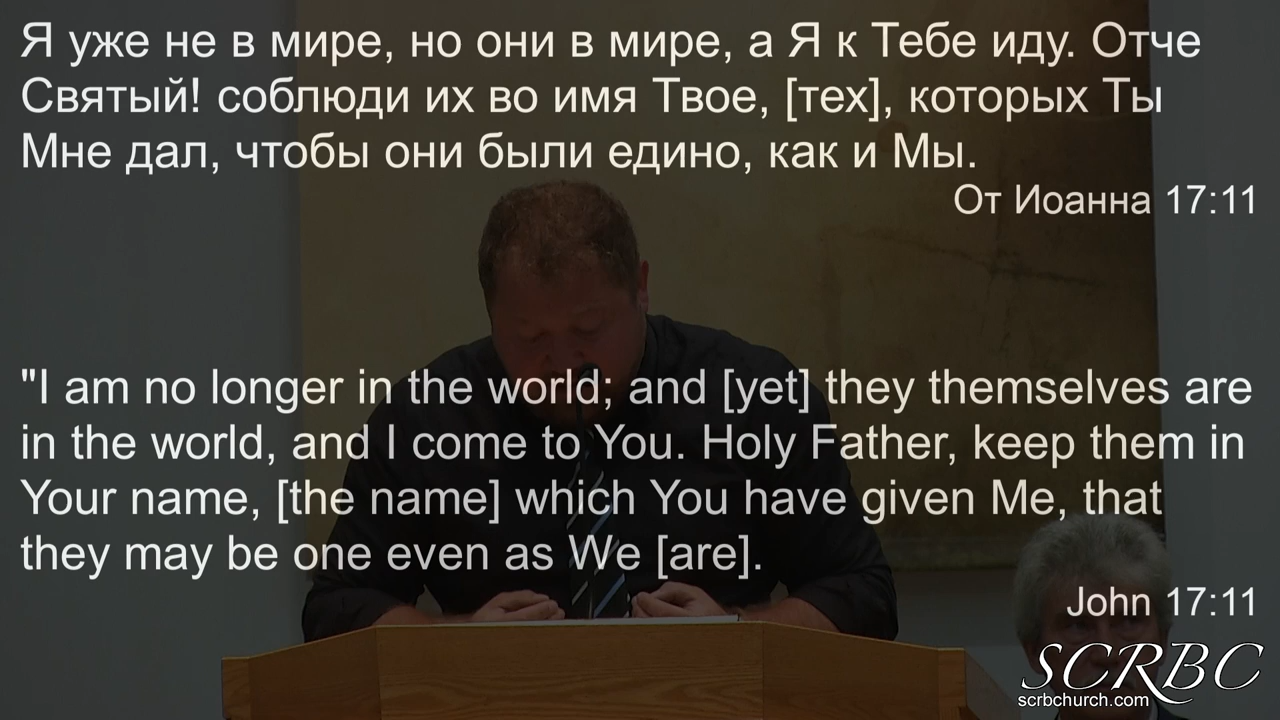 Я уже не в мире, но они в мире, а Я к Тебе иду. Отче
Святый! соблюди их во имя Твое, [тех], которых Ты
Мне дал, чтобы они были едино, как и Мы.
От Иоанна 17:11
"I am no longer in the world; and [yet] they themselves are
in the world, and I come to You. Holy Father, keep them in
Your name, [the name] which You have given Me, that
they may be one even as We [are].
John 17:11
SCRBC
scrbchurch.com